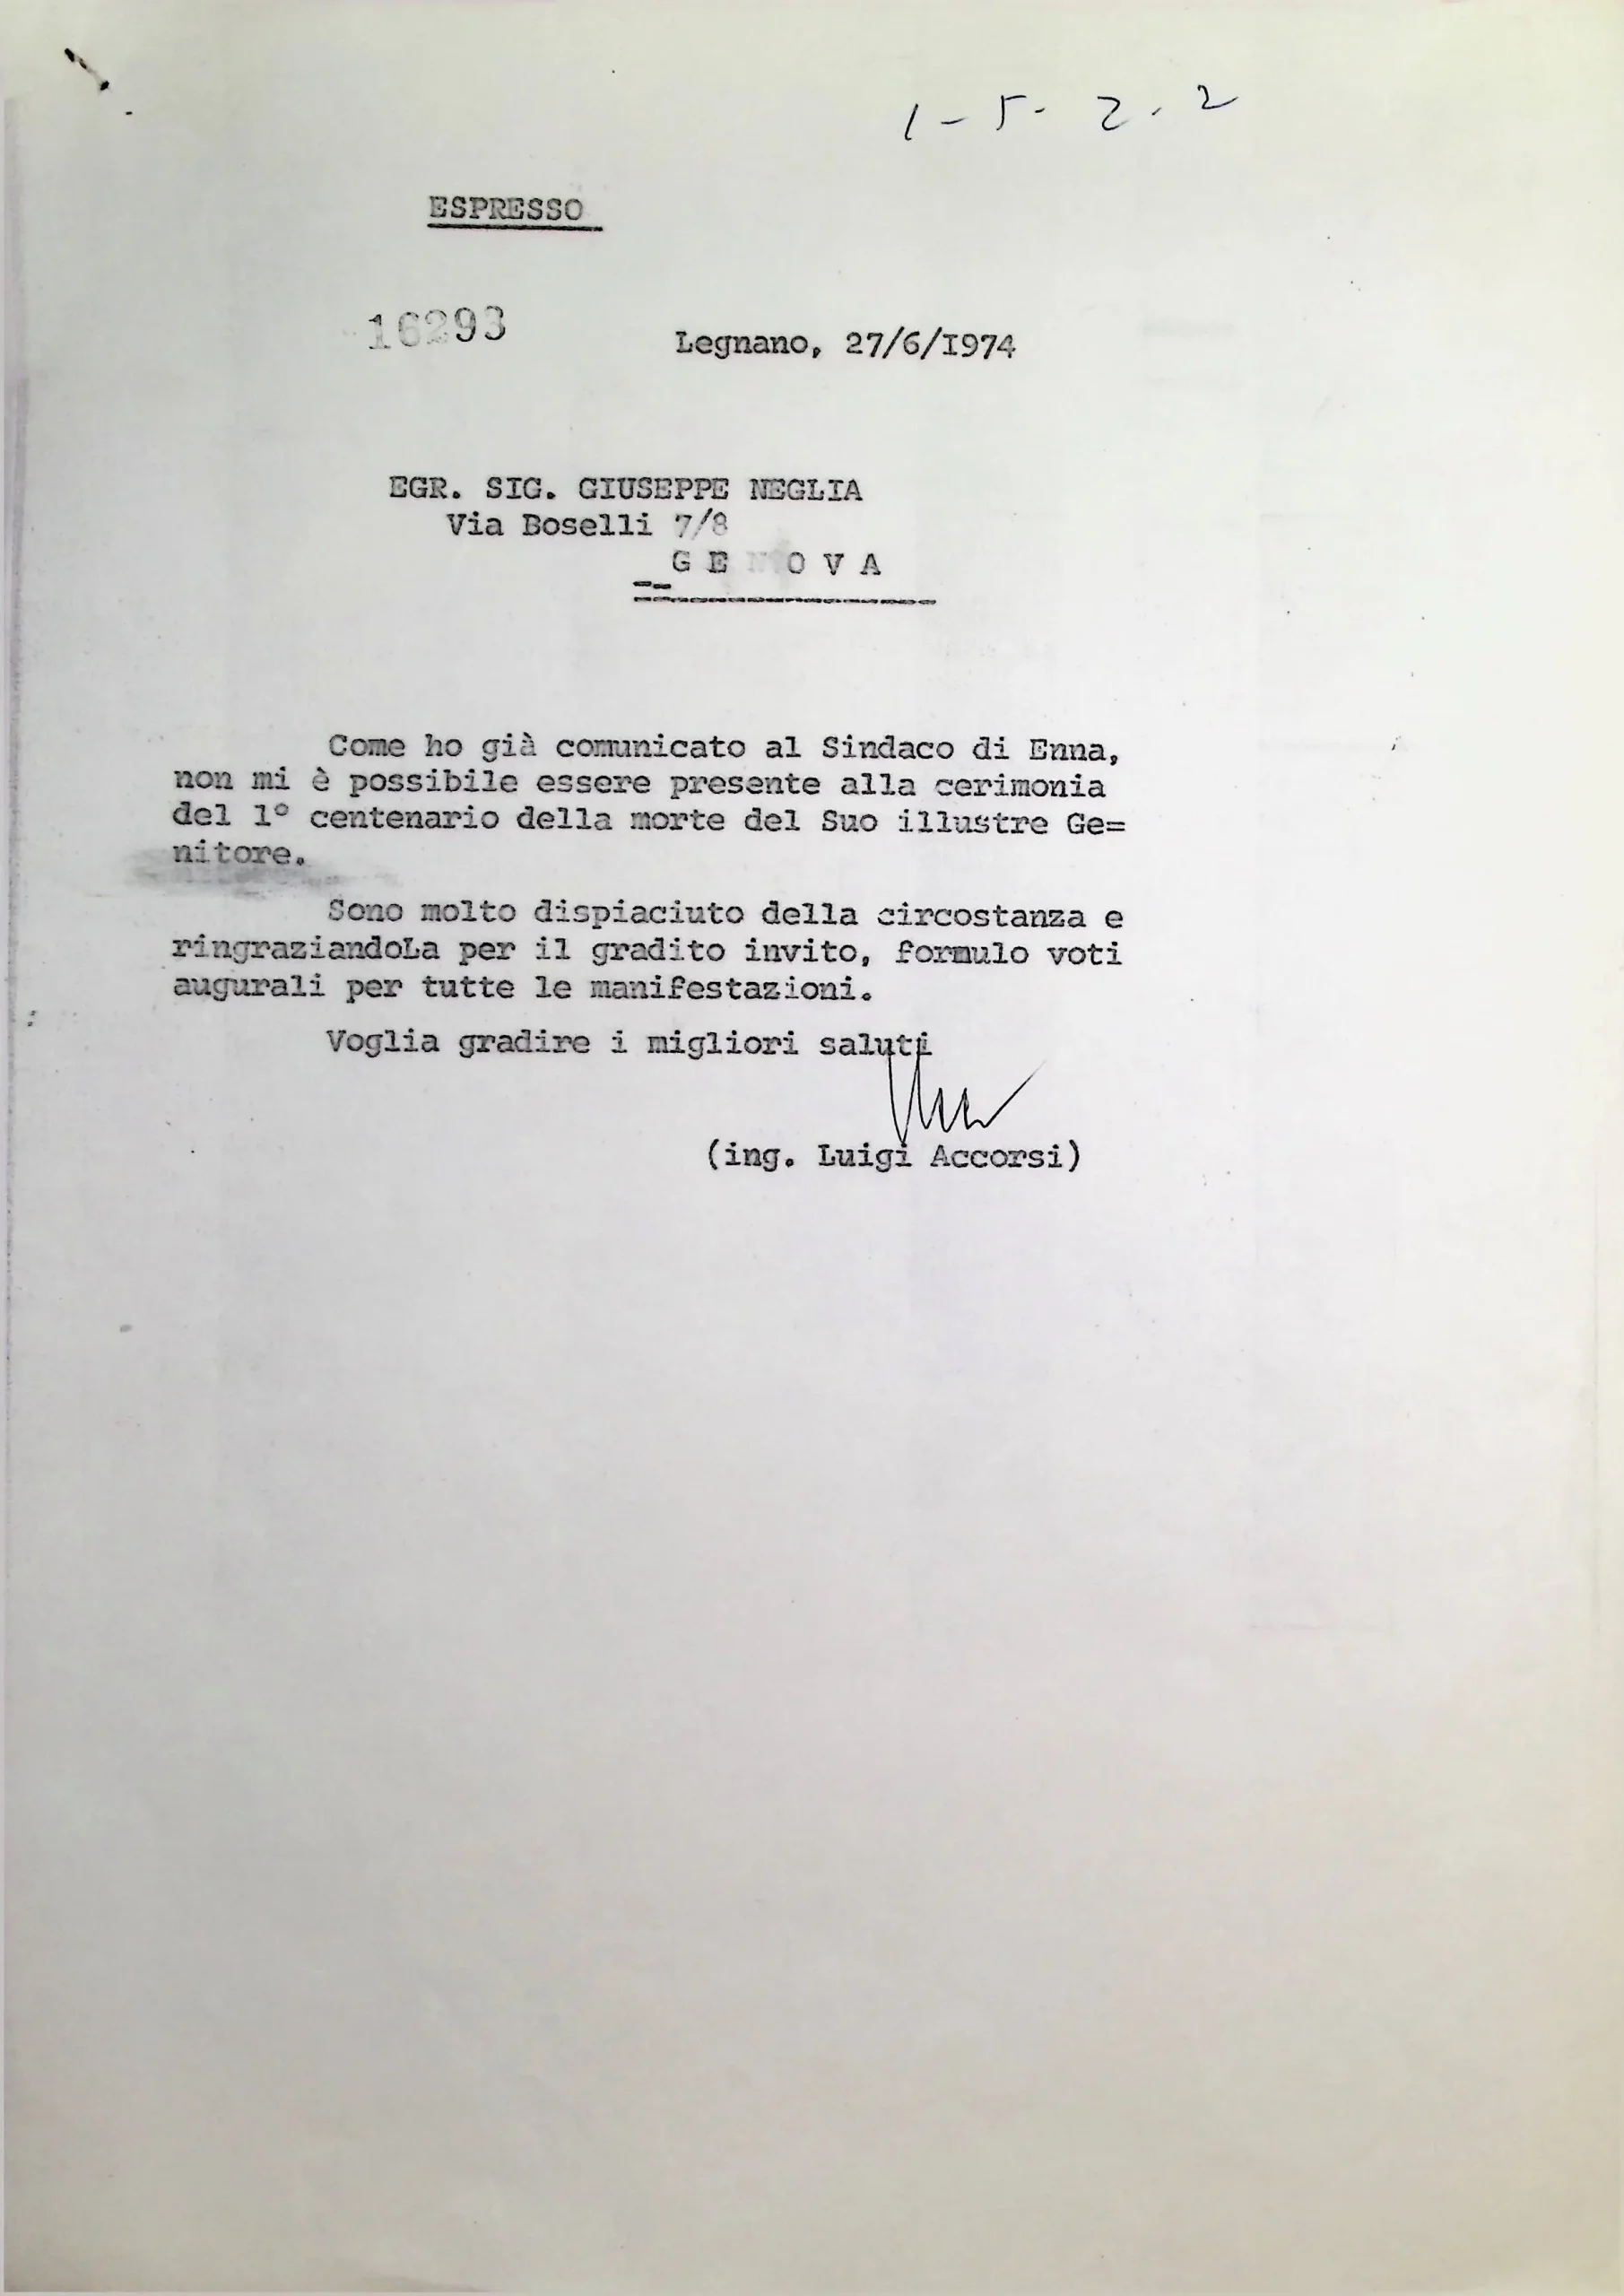 1-5-2.2
ESPRESSO
16293
Legnano, 27/6/I974
EGR. SIG. GIUSEPPE NEGLIA
Via Boselli 7/8
G E N O V A
Come ho già comunicato al Sindaco di Enna,
non mi è possibile essere presente alla cerimonia
del 1° centenario della morte del Suo illustre Ge=
nitore.
Sono molto dispiaciuto della circostanza e
ringraziandoLa per il gradito invito, formulo voti
augurali per tutte le manifestazioni.
Voglia gradire i migliori saluti
(ing. Luigi Accorsi)